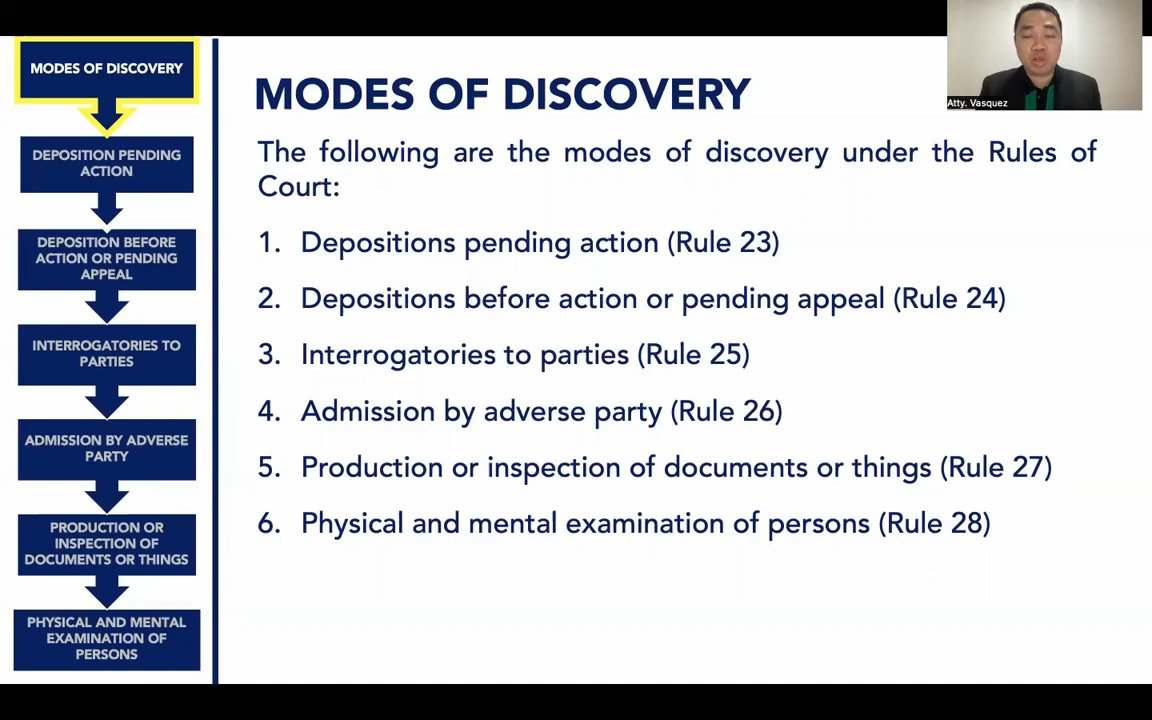 MODES OF DISCOVERY
DEPOSITION PENDING
ACTION
DEPOSITION BEFORE
ACTION OR PENDING
APPEAL
INTERROGATORIES TO
PARTIES
ADMISSION BY ADVERSE
PARTY
PRODUCTION OR
INSPECTION OF
DOCUMENTS OR THINGS
PHYSICAL AND MENTAL
EXAMINATION OF
PERSONS
MODES OF DISCOVERY
The following are the modes of discovery under the Rules of
Court:
1. Depositions pending action (Rule 23)
2. Depositions before action or pending appeal (Rule 24)
3. Interrogatories to parties (Rule 25)
4. Admission by adverse party (Rule 26)
5. Production or inspection of documents or things (Rule 27)
6. Physical and mental examination of persons (Rule 28)
Atty. Vasquez